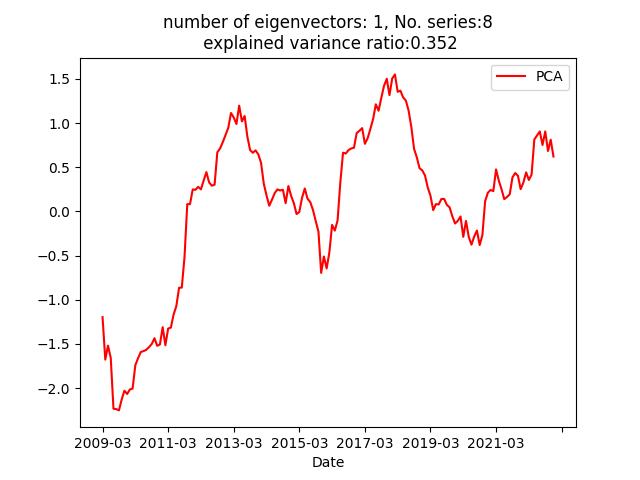 number of eigenvectors: 1, No. series:8
explained variance ratio:0.352
PCA
1.5
1.0
0.5
0.0
−0.5
−1.0
−1.5
−2.0
2009-03 2011-03 2013-03 2015-03 2017-03 2019-03 2021-03
Date